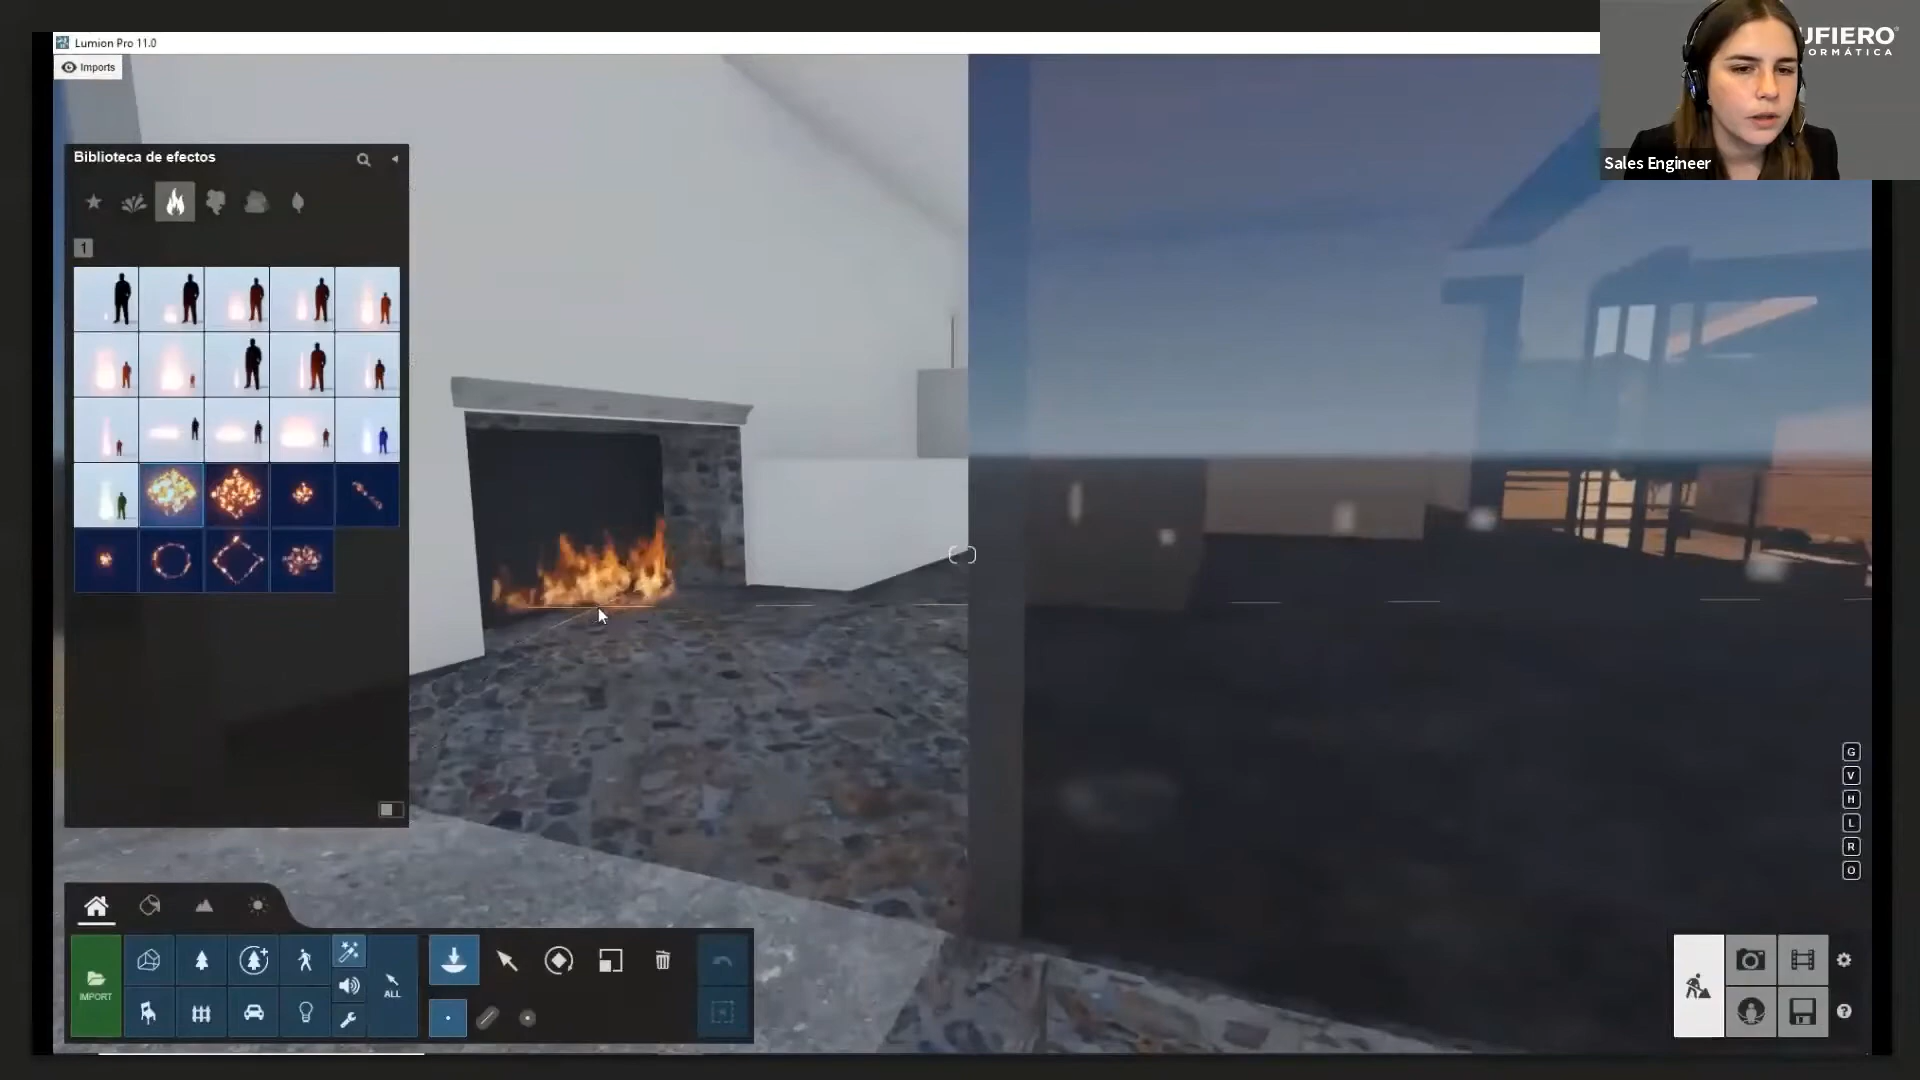 Lumion Pro 11.0
Imports
UFIERO
ORMÁTICA
Sales Engineer
Biblioteca de efectos
1
G
V
H
L
R
O
IMPORT
ALL
?